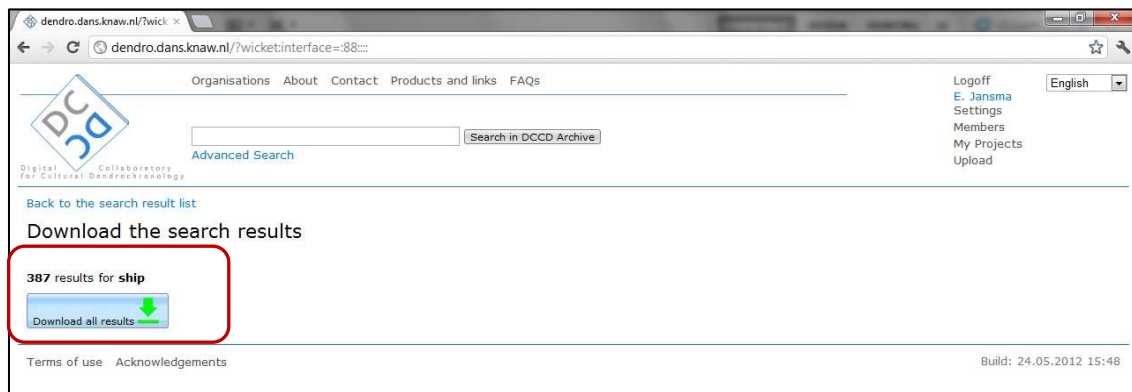 dendro.dans.knaw.nl/?wick
dendro.dans.knaw.nl/?wicket:interface=:88::::
Organisations About Contact Products and links FAQs
Logoff
E. Jansma
Settings
Members
My Projects
Upload
English
DC
CD
Digital Collaboratory
for Cultural Dendrochronology
Search in DCCD Archive
Advanced Search
Back to the search result list
Download the search results
387 results for ship
Download all results
Terms of use Acknowledgements
Build: 24.05.2012 15:48